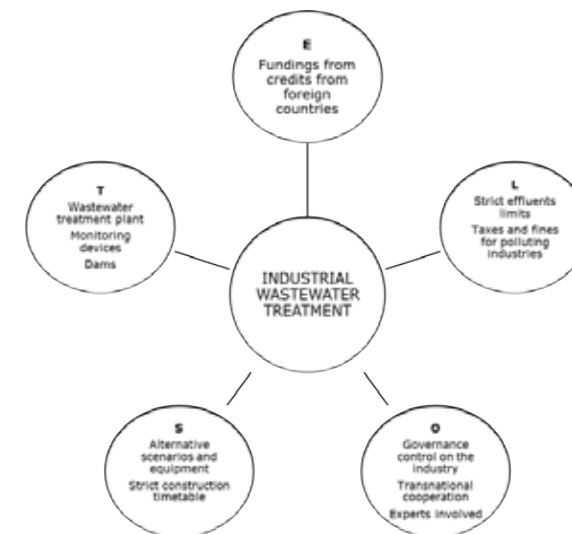 E
Fundings from
credits from
foreign
countries
T
Wastewater
treatment plant
Monitoring
devices
Dams
L
Strict effluents
limits
Taxes and fines
for polluting
industries
INDUSTRIAL
WASTEWATER
TREATMENT
S
Alternative
scenarios and
equipment
Strict construction
timetable
O
Governance
control on the
industry
Transnational
cooperation
Experts involved